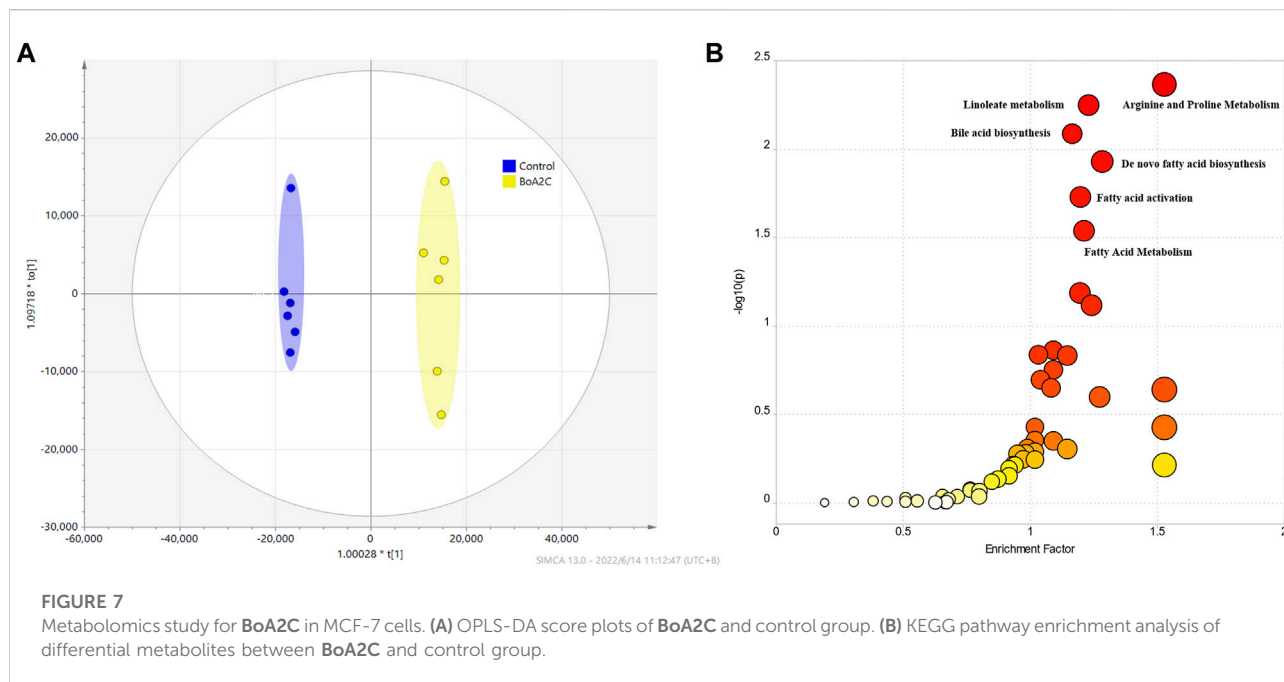 A
20,000
10,000
0
-10,000
-20,000
-30,000
-60,000 -40,000 -20,000 0 20,000 40,000
1.09718 * to[1]
1.00028 * t[1]
Control
BoA2C
SIMCA 13.0 - 2022/6/14 11:12:47 (UTC+8)
B
2.5
2
1.5
1
0.5
0
0 0.5 1 1.5 2
-log10(p)
Enrichment Factor
Linoleate metabolism
Arginine and Proline Metabolism
Bile acid biosynthesis
De novo fatty acid biosynthesis
Fatty acid activation
Fatty Acid Metabolism
FIGURE 7
Metabolomics study for BoA2C in MCF-7 cells. (A) OPLS-DA score plots of BoA2C and control group. (B) KEGG pathway enrichment analysis of
differential metabolites between BoA2C and control group.